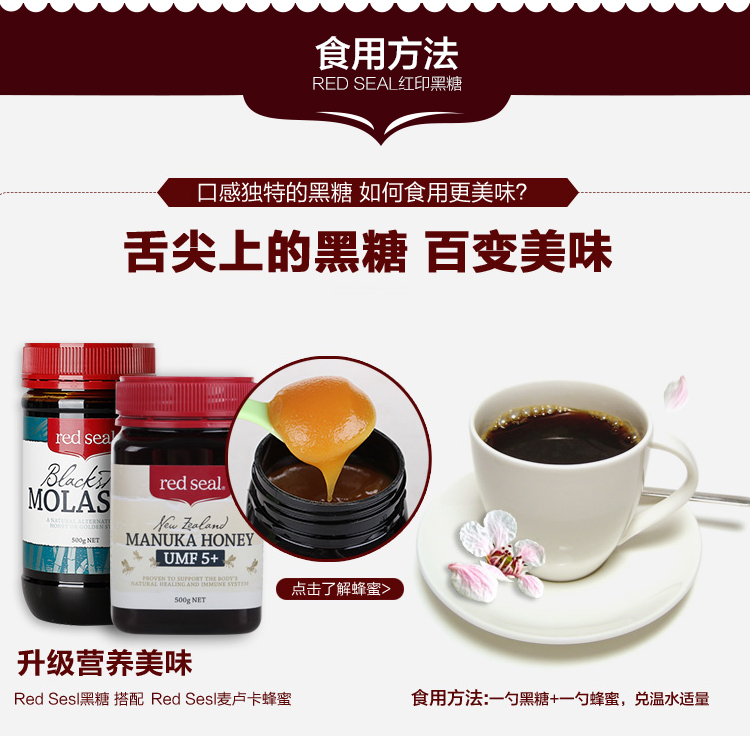 食用方法
RED SEAL红印黑糖
口感独特的黑糖 如何食用更美味?
舌尖上的黑糖 百变美味
red seal
MOLAS
500g NET
red seal.
New Zealand
MANUKA HONEY
UMF 5+
PROVEN TO SUPPORT THE BODY'S
NATURAL HEALING AND IMMUNE SYSTEM
500g NET
点击了解蜂蜜>
升级营养美味
Red Sesl黑糖 搭配 Red Sesl麦卢卡蜂蜜
食用方法:一勺黑糖+一勺蜂蜜，兑温水适量